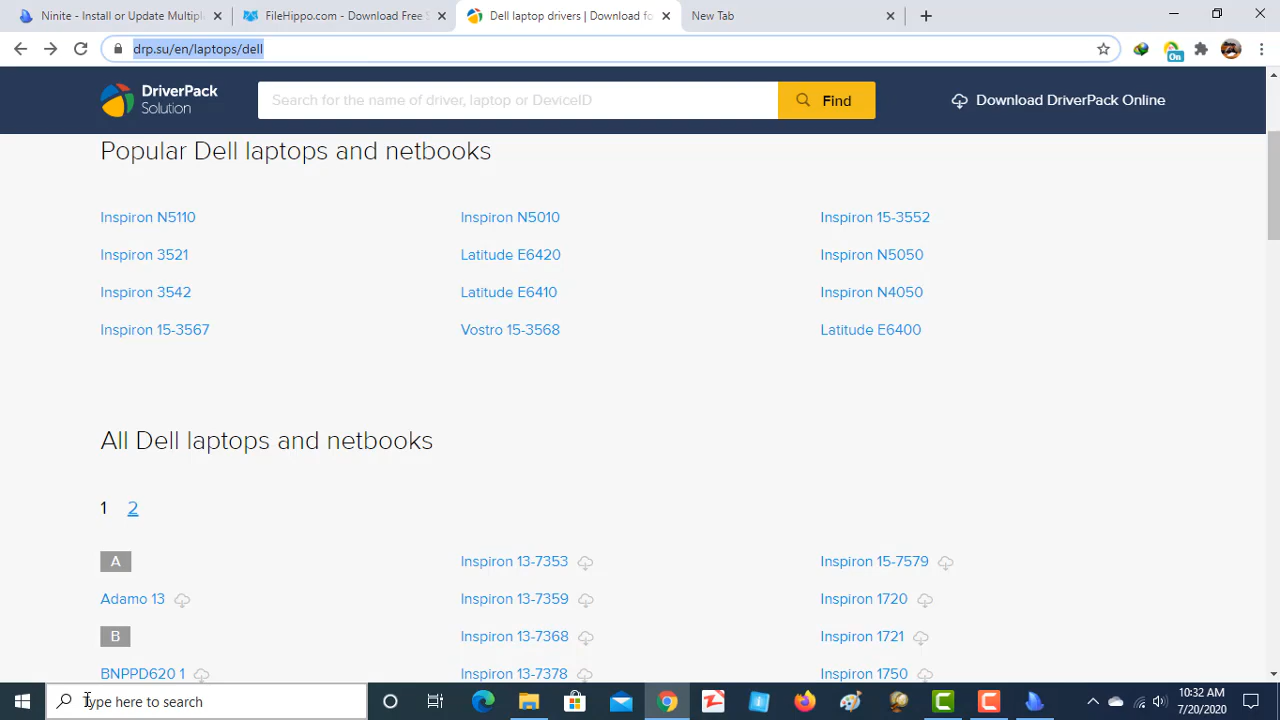 Ninite - Install or Update Multipl
FileHippo.com - Download Free S
Dell laptop drivers | Download fo
New Tab
drp.su/en/laptops/dell
On
DriverPack
Solution
Search for the name of driver, laptop or DeviceID
Find
Download DriverPack Online
Popular Dell laptops and netbooks
Inspiron N5110
Inspiron N5010
Inspiron 15-3552
Inspiron 3521
Latitude E6420
Inspiron N5050
Inspiron 3542
Latitude E6410
Inspiron N4050
Inspiron 15-3567
Vostro 15-3568
Latitude E6400
All Dell laptops and netbooks
1 2
A
Inspiron 13-7353
Inspiron 15-7579
Adamo 13
Inspiron 13-7359
Inspiron 1720
B
Inspiron 13-7368
Inspiron 1721
BNPPD620 1
Inspiron 13-7378
Inspiron 1750
Type here to search
10:32 AM
7/20/2020